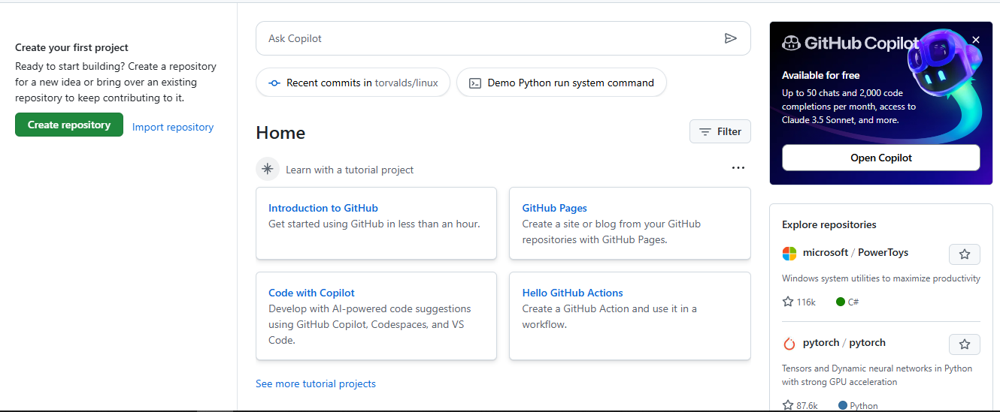 Create your first project
Ready to start building? Create a repository
for a new idea or bring over an existing
repository to keep contributing to it.
Create repository
Import repository
Ask Copilot
Recent commits in torvalds/linux
Demo Python run system command
Home
Filter
Learn with a tutorial project
Introduction to GitHub
Get started using GitHub in less than an hour.
GitHub Pages
Create a site or blog from your GitHub
repositories with GitHub Pages.
Code with Copilot
Develop with AI-powered code suggestions
using GitHub Copilot, Codespaces, and VS
Code.
Hello GitHub Actions
Create a GitHub Action and use it in a
workflow.
See more tutorial projects
GitHub Copilot
Available for free
Up to 50 chats and 2,000 code
completions per month, access to
Claude 3.5 Sonnet, and more.
Open Copilot
Explore repositories
microsoft / PowerToys
Windows system utilities to maximize productivity
116k C#
pytorch / pytorch
Tensors and Dynamic neural networks in Python
with strong GPU acceleration
87.6k Python